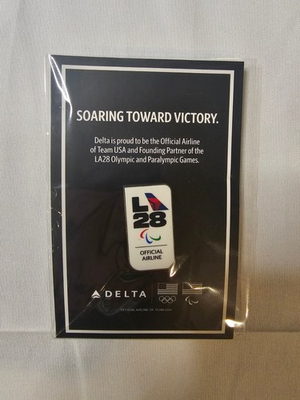 SOARING TOWARD VICTORY.
Delta is proud to be the Official Airline
of Team USA and Founding Partner of the
LA28 Olympic and Paralympic Games.
LA
28
OFFICIAL
AIRLINE
DELTA